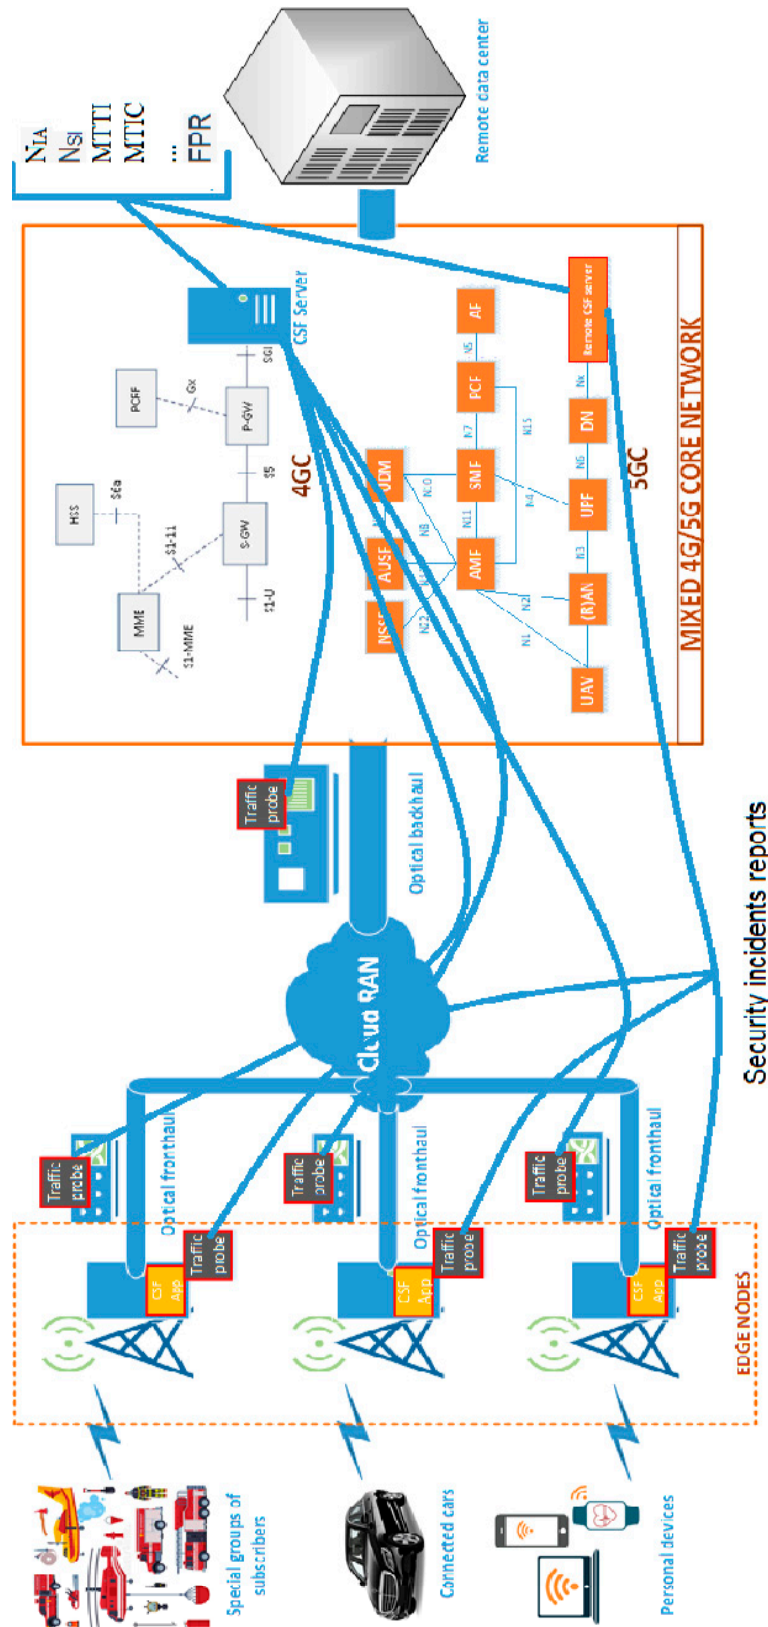 NIA
NSI
MTTI
MTIC
...
FPR
Remote data center
CSF Server
SGI
PCRF
Gx
P-GW
S5
HSS
S6a
S1-11
S-GW
S1-U
MME
S1-MME
4GC
AF
N5
PCF
N7
N15
UDM
N10
SMF
N4
N8
N11
AUSF
AMF
NSSF
N22
N2
N1
Remote CSF server
Nx
DN
N6
UPF
N3
(R)AN
UAV
5GC
MIXED 4G/5G CORE NETWORK
Traffic
probe
Optical backhaul
Cloud RAN
Security incidents reports
Traffic
probe
Optical fronthaul
Traffic
probe
CSF
App
Traffic
probe
Optical fronthaul
Traffic
probe
CSF
App
Traffic
probe
Optical fronthaul
Traffic
probe
CSF
App
EDGE NODES
Special groups of
subscribers
Connected cars
Personal devices